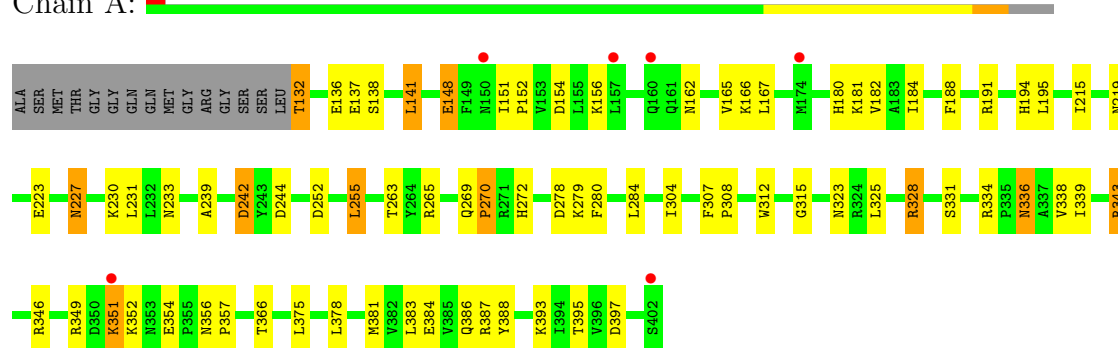 Chain A:
ALA SER MET THR GLY GLY GLN GLN MET GLY ARG GLY SER SER LEU T132 E136 E137 S138 L141 E148 F149 N150 I151 P152 V153 D154 L155 K156 L157 Q160 Q161 N162 V165 K166 L167 M174 H180 K181 V182 A183 I184 F188 R191 H194 L195 I215
E223 N227 K230 L231 L232 N233 A239 D242 Y243 D244 D252 L255 T263 Y264 R265 Q269 P270 R271 H272 D278 K279 F280 L284 I304 F307 P308 W312 G315 N323 R324 L325 R328 S331 R334 P335 N336 A337 V338 I339
R346 R349 D350 K351 K352 N353 E354 P355 N356 P357 T366 L375 L378 M381 V382 L383 E384 V385 Q386 R387 Y388 K393 I394 T395 V396 D397 S402